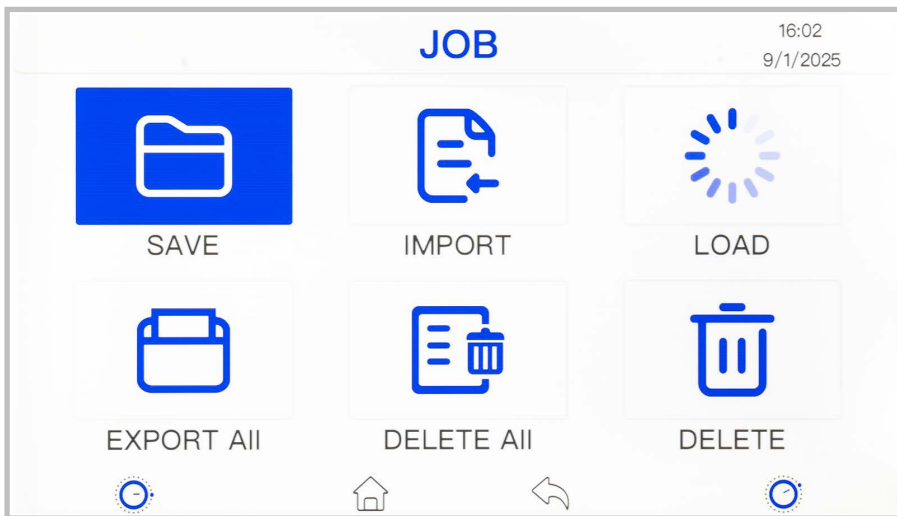 JOB
16:02
9/1/2025
SAVE
IMPORT
LOAD
EXPORT All
DELETE All
DELETE